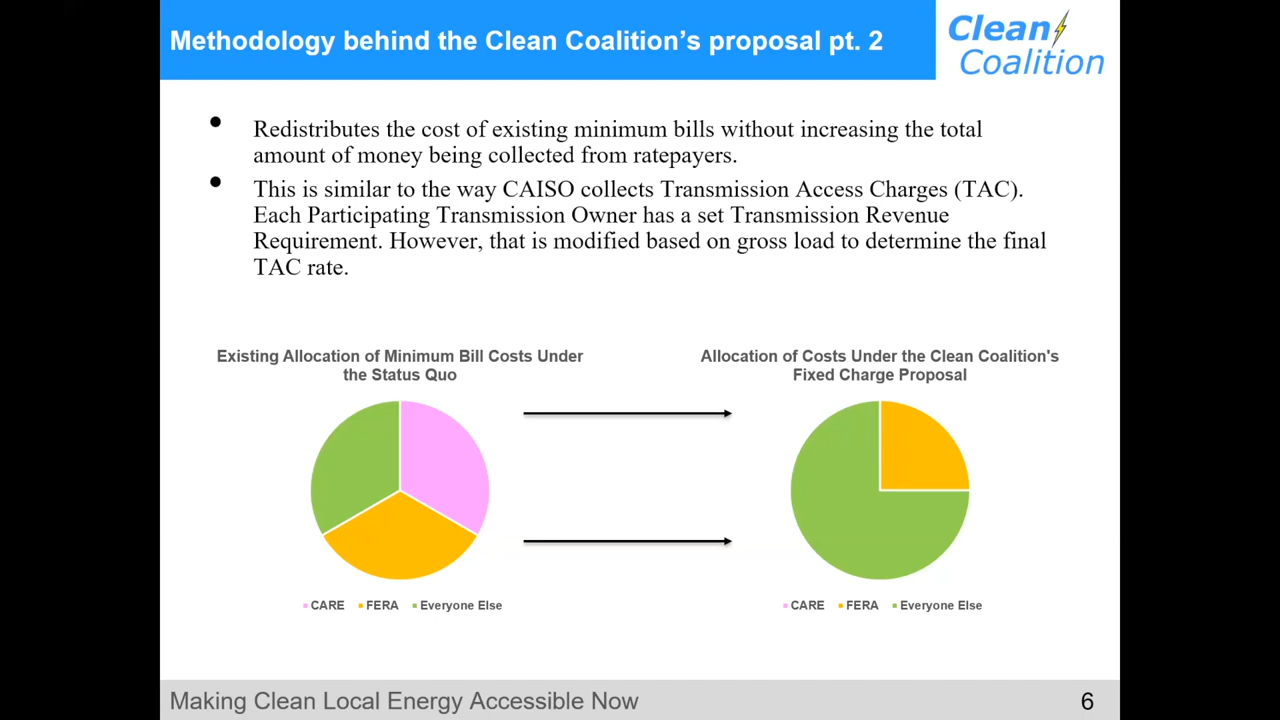 Methodology behind the Clean Coalition's proposal pt. 2
Clean
Coalition
• Redistributes the cost of existing minimum bills without increasing the total
amount of money being collected from ratepayers.
• This is similar to the way CAISO collects Transmission Access Charges (TAC).
Each Participating Transmission Owner has a set Transmission Revenue
Requirement. However, that is modified based on gross load to determine the final
TAC rate.
Existing Allocation of Minimum Bill Costs Under
the Status Quo
CARE FERA Everyone Else
Allocation of Costs Under the Clean Coalition's
Fixed Charge Proposal
CARE FERA Everyone Else
Making Clean Local Energy Accessible Now
6